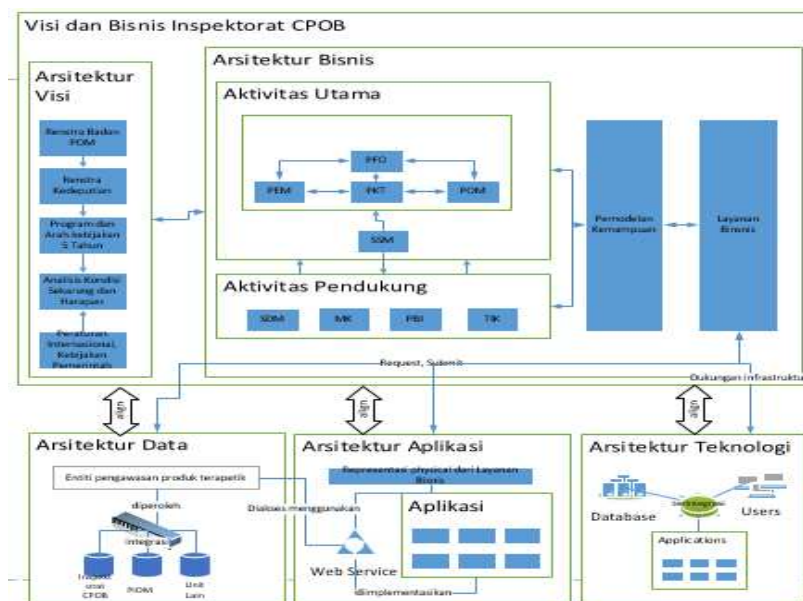 Visi dan Bisnis Inspektorat CPOB
Arsitektur
Visi
Renstra Badan
POM
Renstra
Kedeputian
Program dan
Arah kebijakan
5 Tahun
Analisis Kondisi
Sekarang dan
Harapan
Peraturan
Internasional,
Kebijakan
Pemerintah
Arsitektur Bisnis
Aktivitas Utama
PFO
PEM
PKT
POM
SSM
Aktivitas Pendukung
SDM
MK
PBJ
TIK
Pemodelan
Kemampuan
Layanan
Bisnis
Request, Submit
Dukungan infrastruktur
align
align
align
Arsitektur Data
Entiti pengawasan produk terapetik
diperoleh
Integrasi
CPOB
PIOM
Unit
Lain
Arsitektur Aplikasi
Representasi physical dari Layanan
Bisnis
Diakses menggunakan
Aplikasi
Web Service
diimplementasikan
Arsitektur Teknologi
Database
terintegrasi
Users
Applications